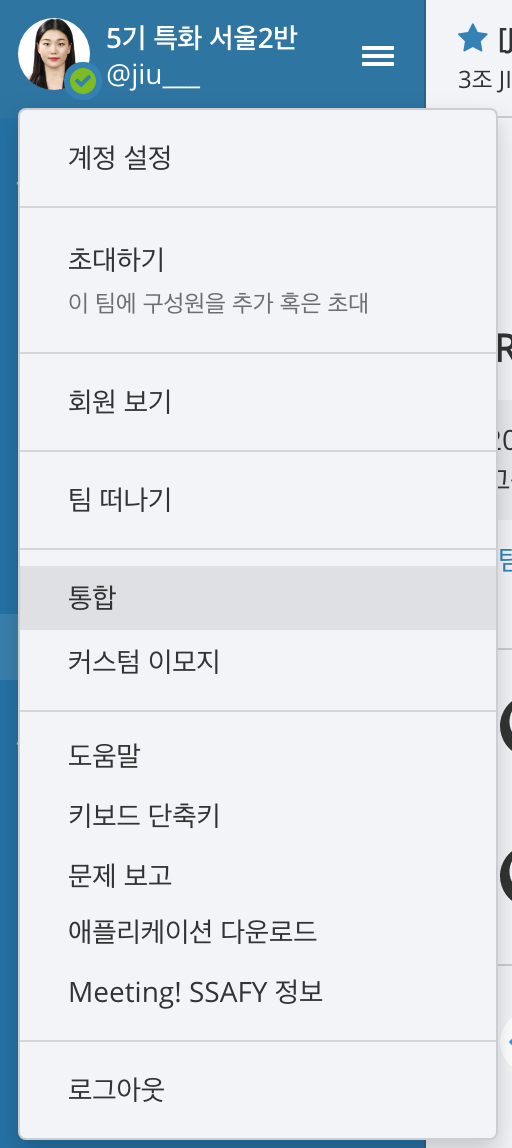 5기 특화 서울2반
@jiu___
3조 JI
계정 설정
초대하기
이 팀에 구성원을 추가 혹은 초대
회원 보기
팀 떠나기
통합
커스텀 이모지
도움말
키보드 단축키
문제 보고
애플리케이션 다운로드
Meeting! SSAFY 정보
로그아웃